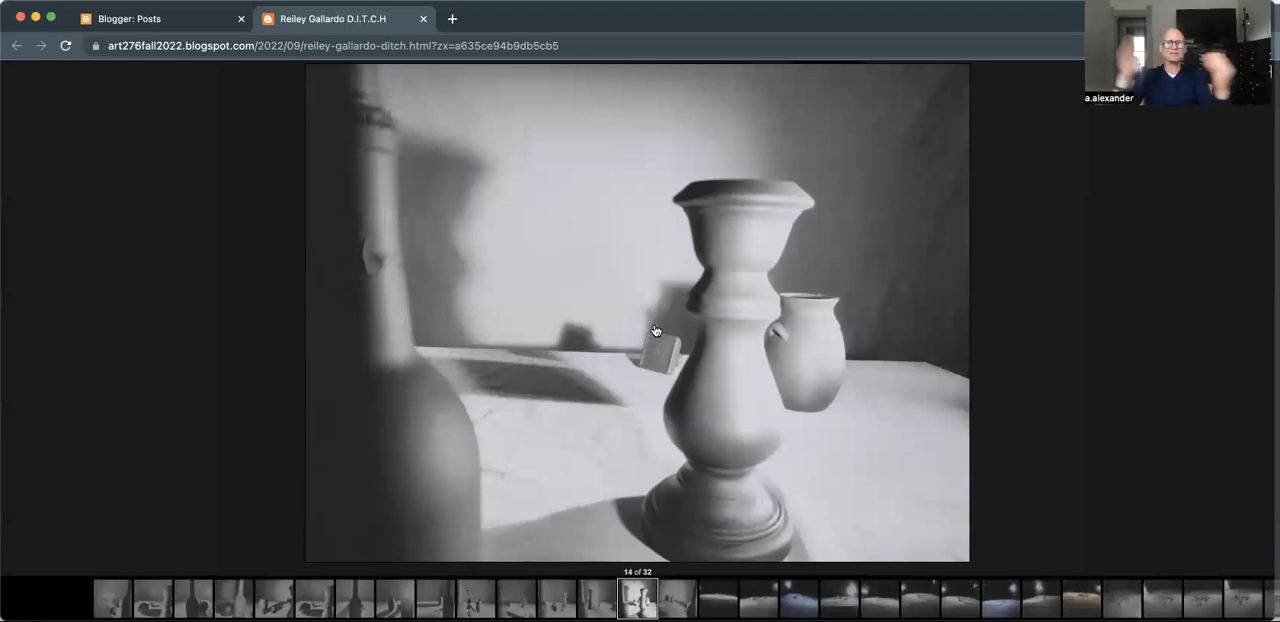 Blogger: Posts
Reiley Gallardo D.I.T.C.H
art276fall2022.blogspot.com/2022/09/reiley-gallardo-ditch.html?zx=a635ce94b9db5cb5
a.alexander
14 of 32